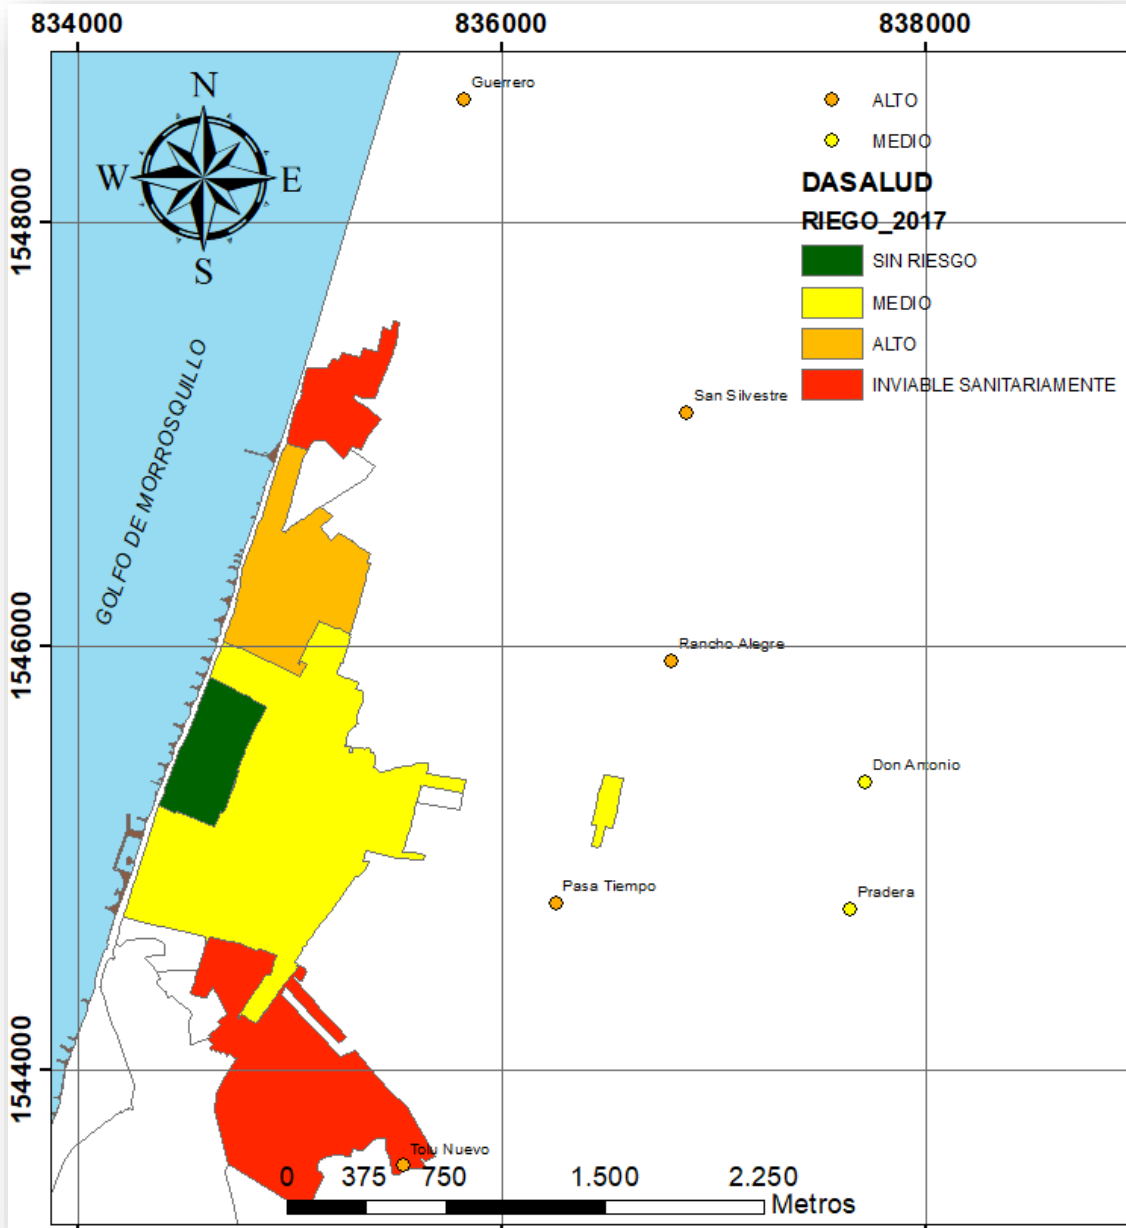 834000
836000
838000
N
W
E
S
Guerrero
ALTO
MEDIO
DASALUD
RIEGO_2017
SIN RIESGO
MEDIO
ALTO
INVIABLE SANITARIAMENTE
1548000
GOLFO DE MORROSQUILLO
San Silvestre
1546000
Rancho Alegre
Don Antonio
Pasa Tiempo
Pradera
1544000
Tolu Nuevo
0 375 750 1.500 2.250
Metros